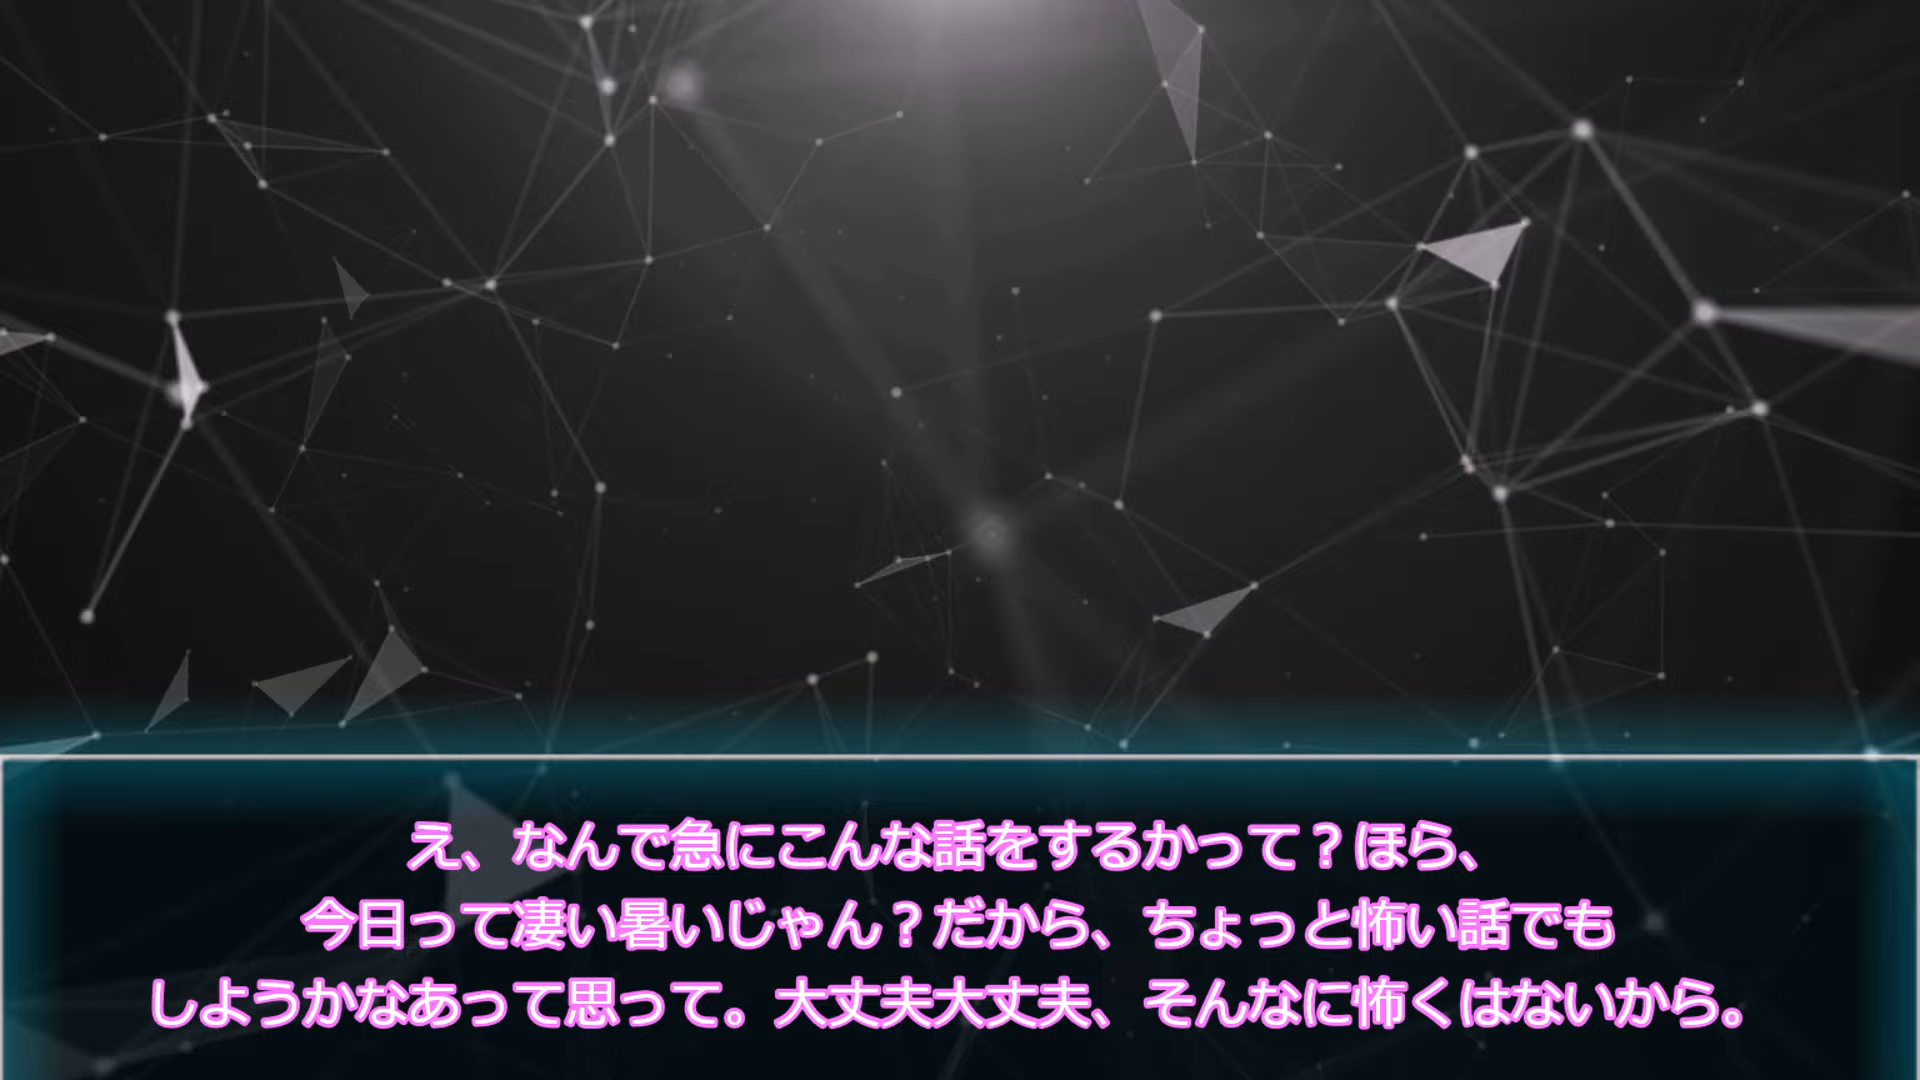 え、なんで急にこんな話をするかって？ほら、
今日って凄い暑いじゃん？だから、ちょっと怖い話でも
しようかなあって思って。大丈夫大丈夫、そんなに怖くはないから。